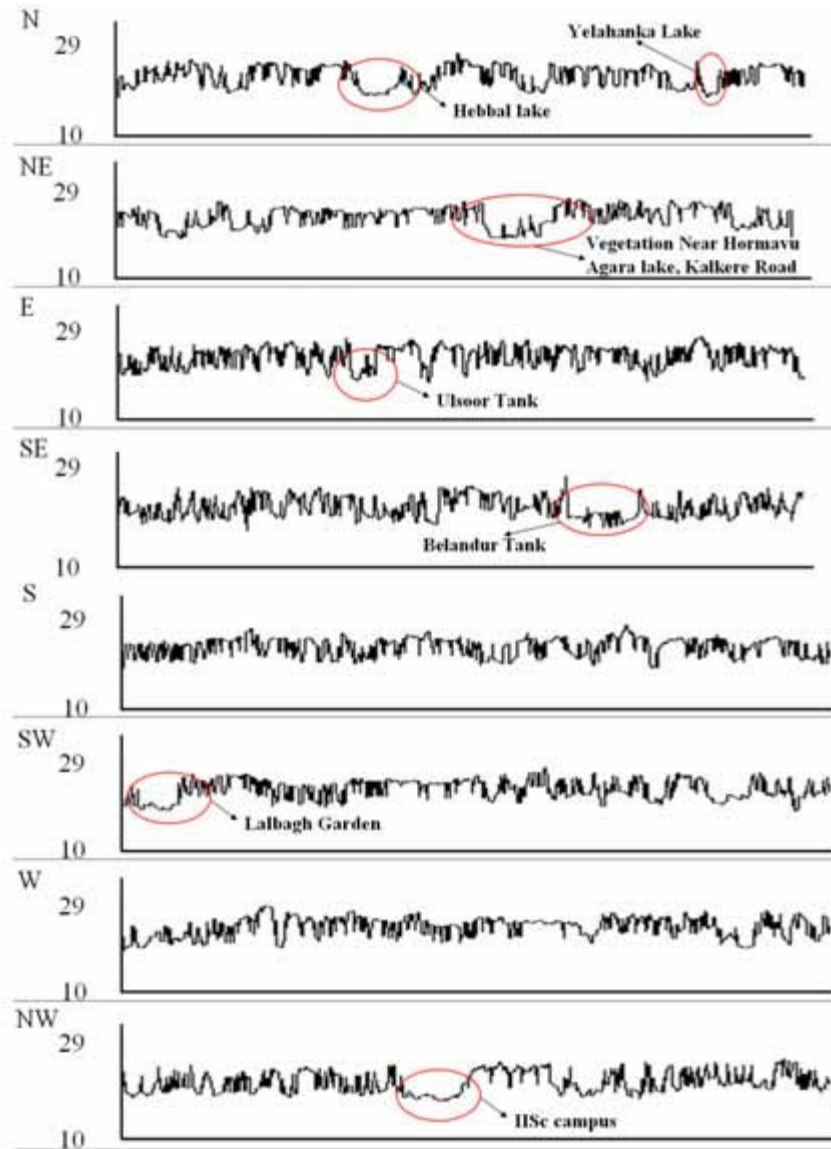 N
29
Yelahanka Lake
Hebbal lake
10
NE
29
Vegetation Near Hormavu
Agara lake, Kalkere Road
10
E
29
Ulsoor Tank
10
SE
29
Belandur Tank
10
S
29
10
SW
29
Lalbagh Garden
10
W
29
10
NW
29
IISc campus
10